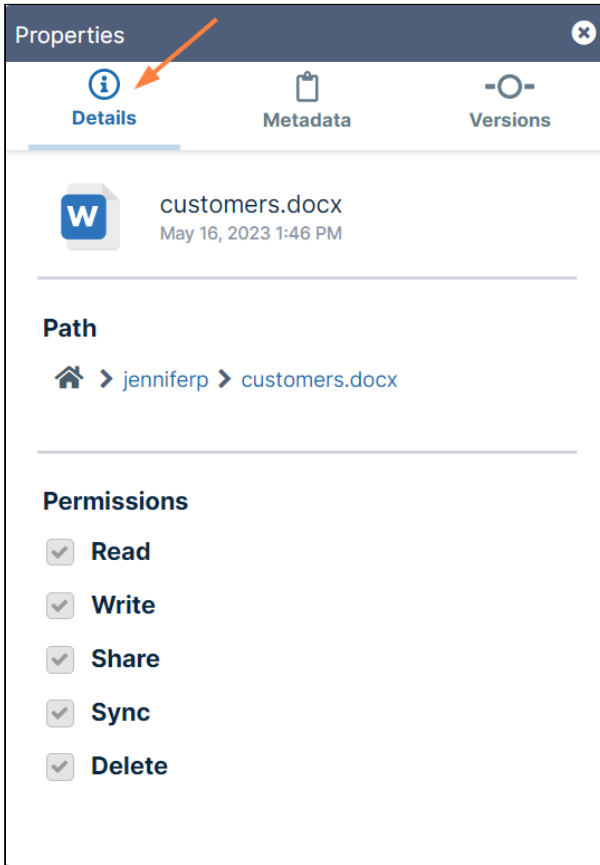 Properties
Details Metadata Versions
W customers.docx
May 16, 2023 1:46 PM
Path
jenniferp customers.docx
Permissions
Read
Write
Share
Sync
Delete